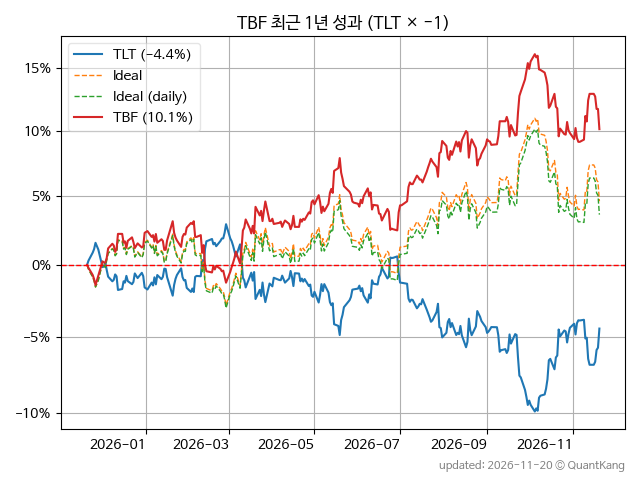 TBF 최근 1년 성과 (TLT × −1)
TLT (−4.4%)
Ideal
Ideal (daily)
TBF (10.1%)
15%
10%
5%
0%
−5%
−10%
2026-01
2026-03
2026-05
2026-07
2026-09
2026-11
updated: 2026-11-20 © QuantKang